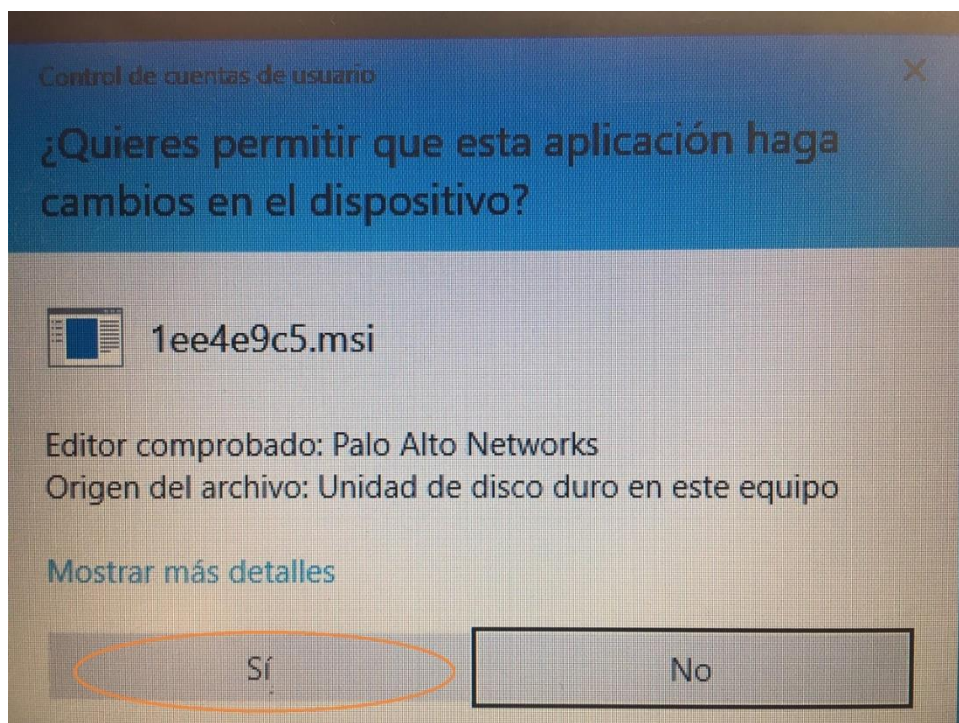 Control de cuentas de usuario
¿Quieres permitir que esta aplicación haga
cambios en el dispositivo?
1ee4e9c5.msi
Editor comprobado: Palo Alto Networks
Origen del archivo: Unidad de disco duro en este equipo
Mostrar más detalles
Sí No